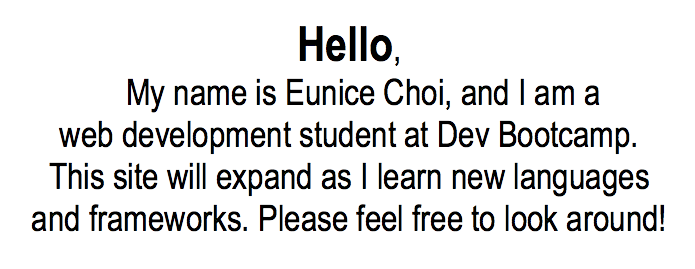 Hello,
My name is Eunice Choi, and I am a
web development student at Dev Bootcamp.
This site will expand as I learn new languages
and frameworks. Please feel free to look around!